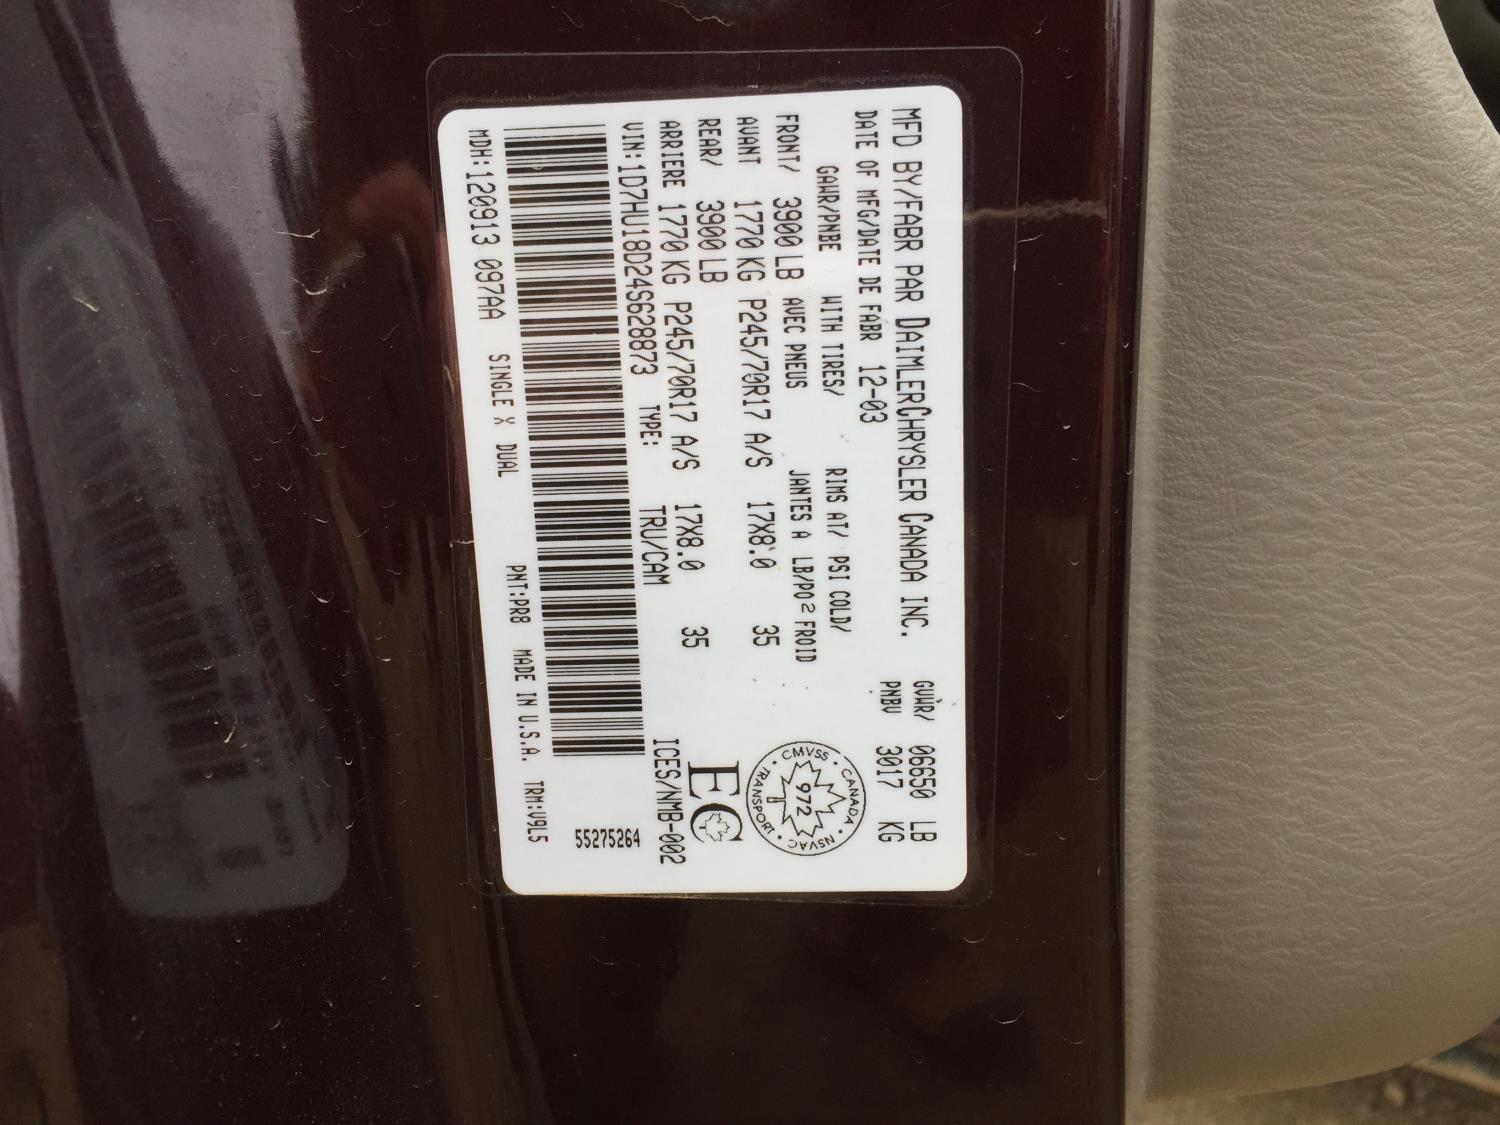 MFD BY/FABR PAR DAIMLERCHRYSLER CANADA INC.
DATE OF MFG/DATE DE FABR 12-03
GVWR/ 06650 LB
PNBV 3017 KG
GAWR/PNBE WITH TIRES/ RIMS AT/ PSI COLD/
AVEC PNEUS JANTES A LB/PO2 FROID
FRONT/ 3900 LB
AVANT 1770 KG P245/70R17 A/S 17X8.0 35
REAR/ 3900 LB
ARRIERE 1770 KG P245/70R17 A/S 17X8.0 35
CMVSS • CANADA • NSVAC • TRANSPORT •
972
EC
VIN:1D7HU18D24S628873 TYPE: TRU/CAM ICES/NMB-002
55275264
MDH:120913 097AA SINGLE X DUAL PNT:PR8 MADE IN U.S.A. TRM:V9L5